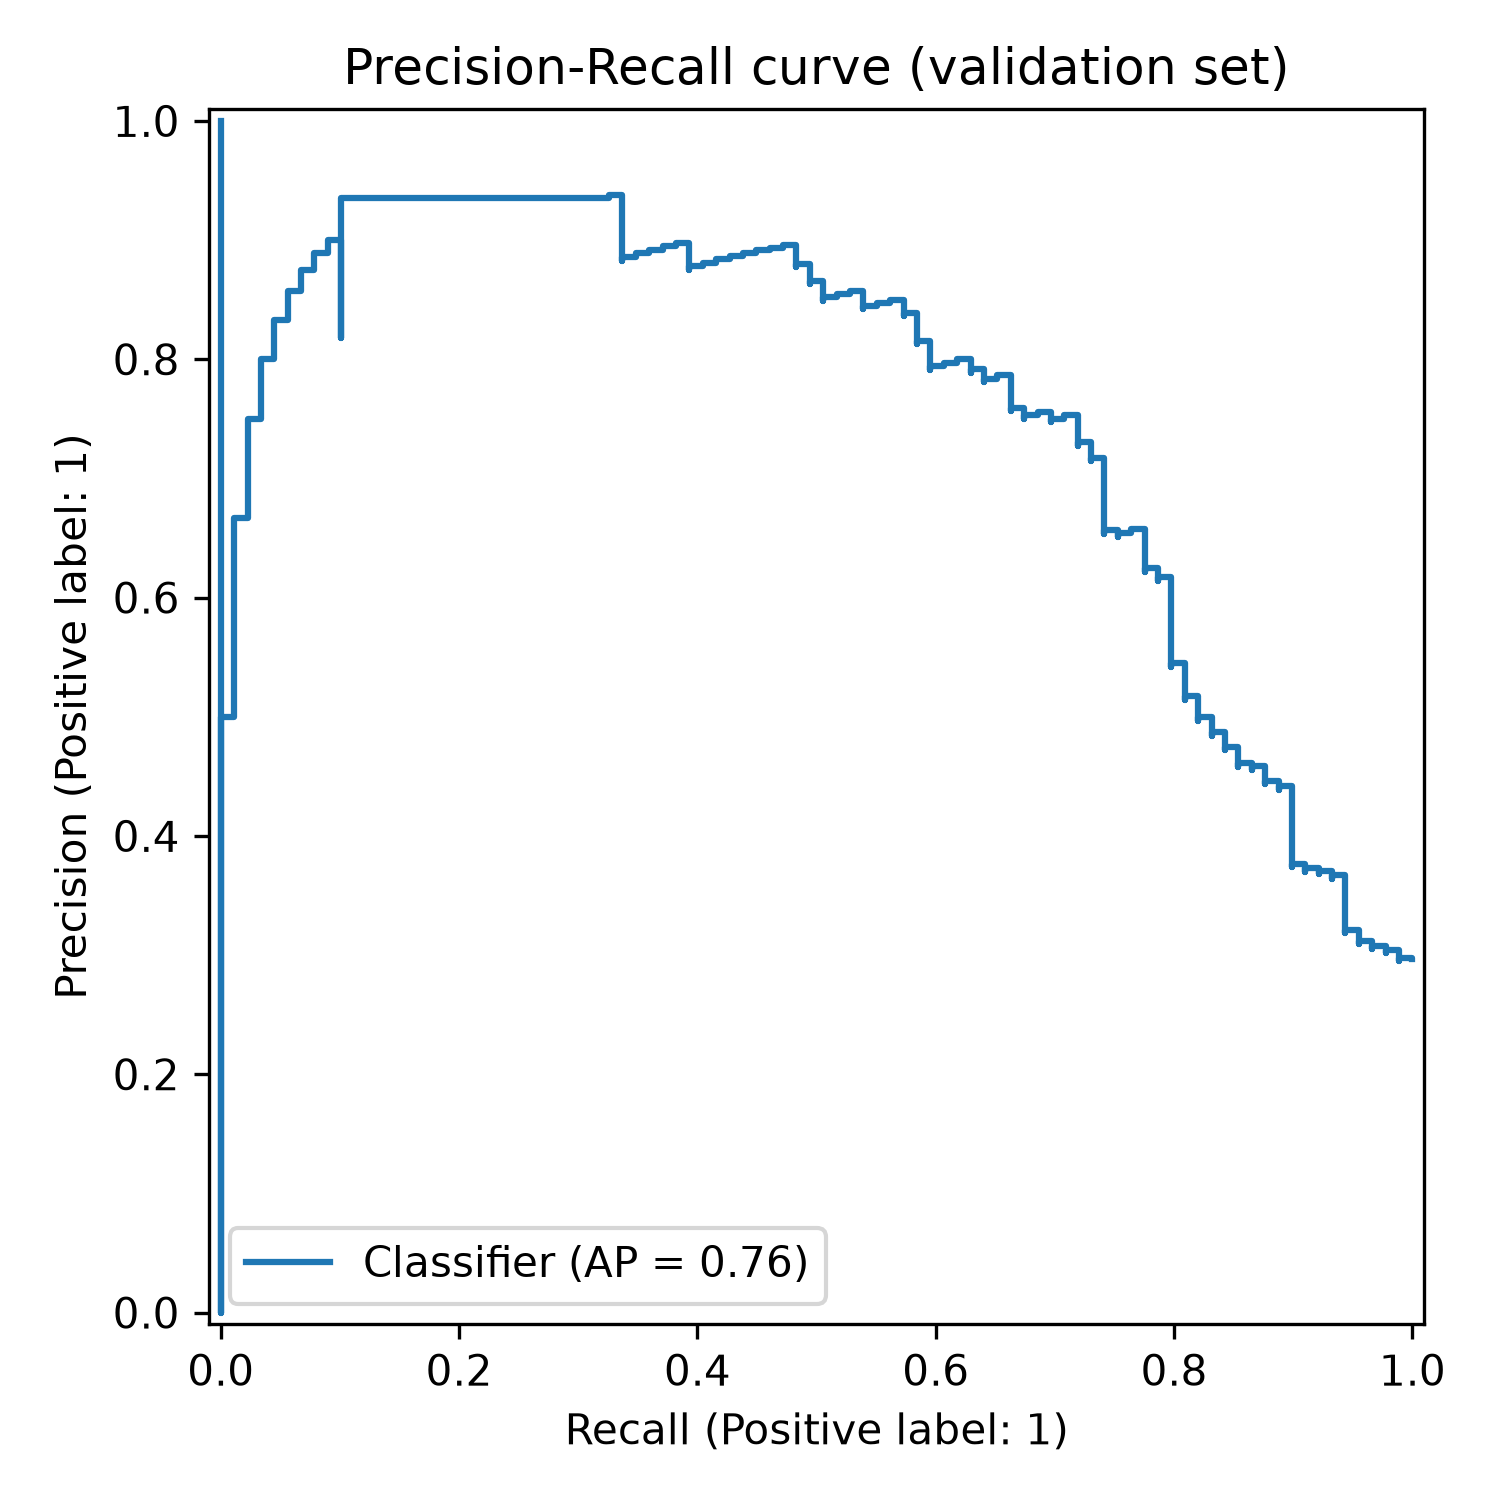 Precision-Recall curve (validation set)
Precision (Positive label: 1)
1.0
0.8
0.6
0.4
0.2
0.0
Classifier (AP = 0.76)
0.0 0.2 0.4 0.6 0.8 1.0
Recall (Positive label: 1)